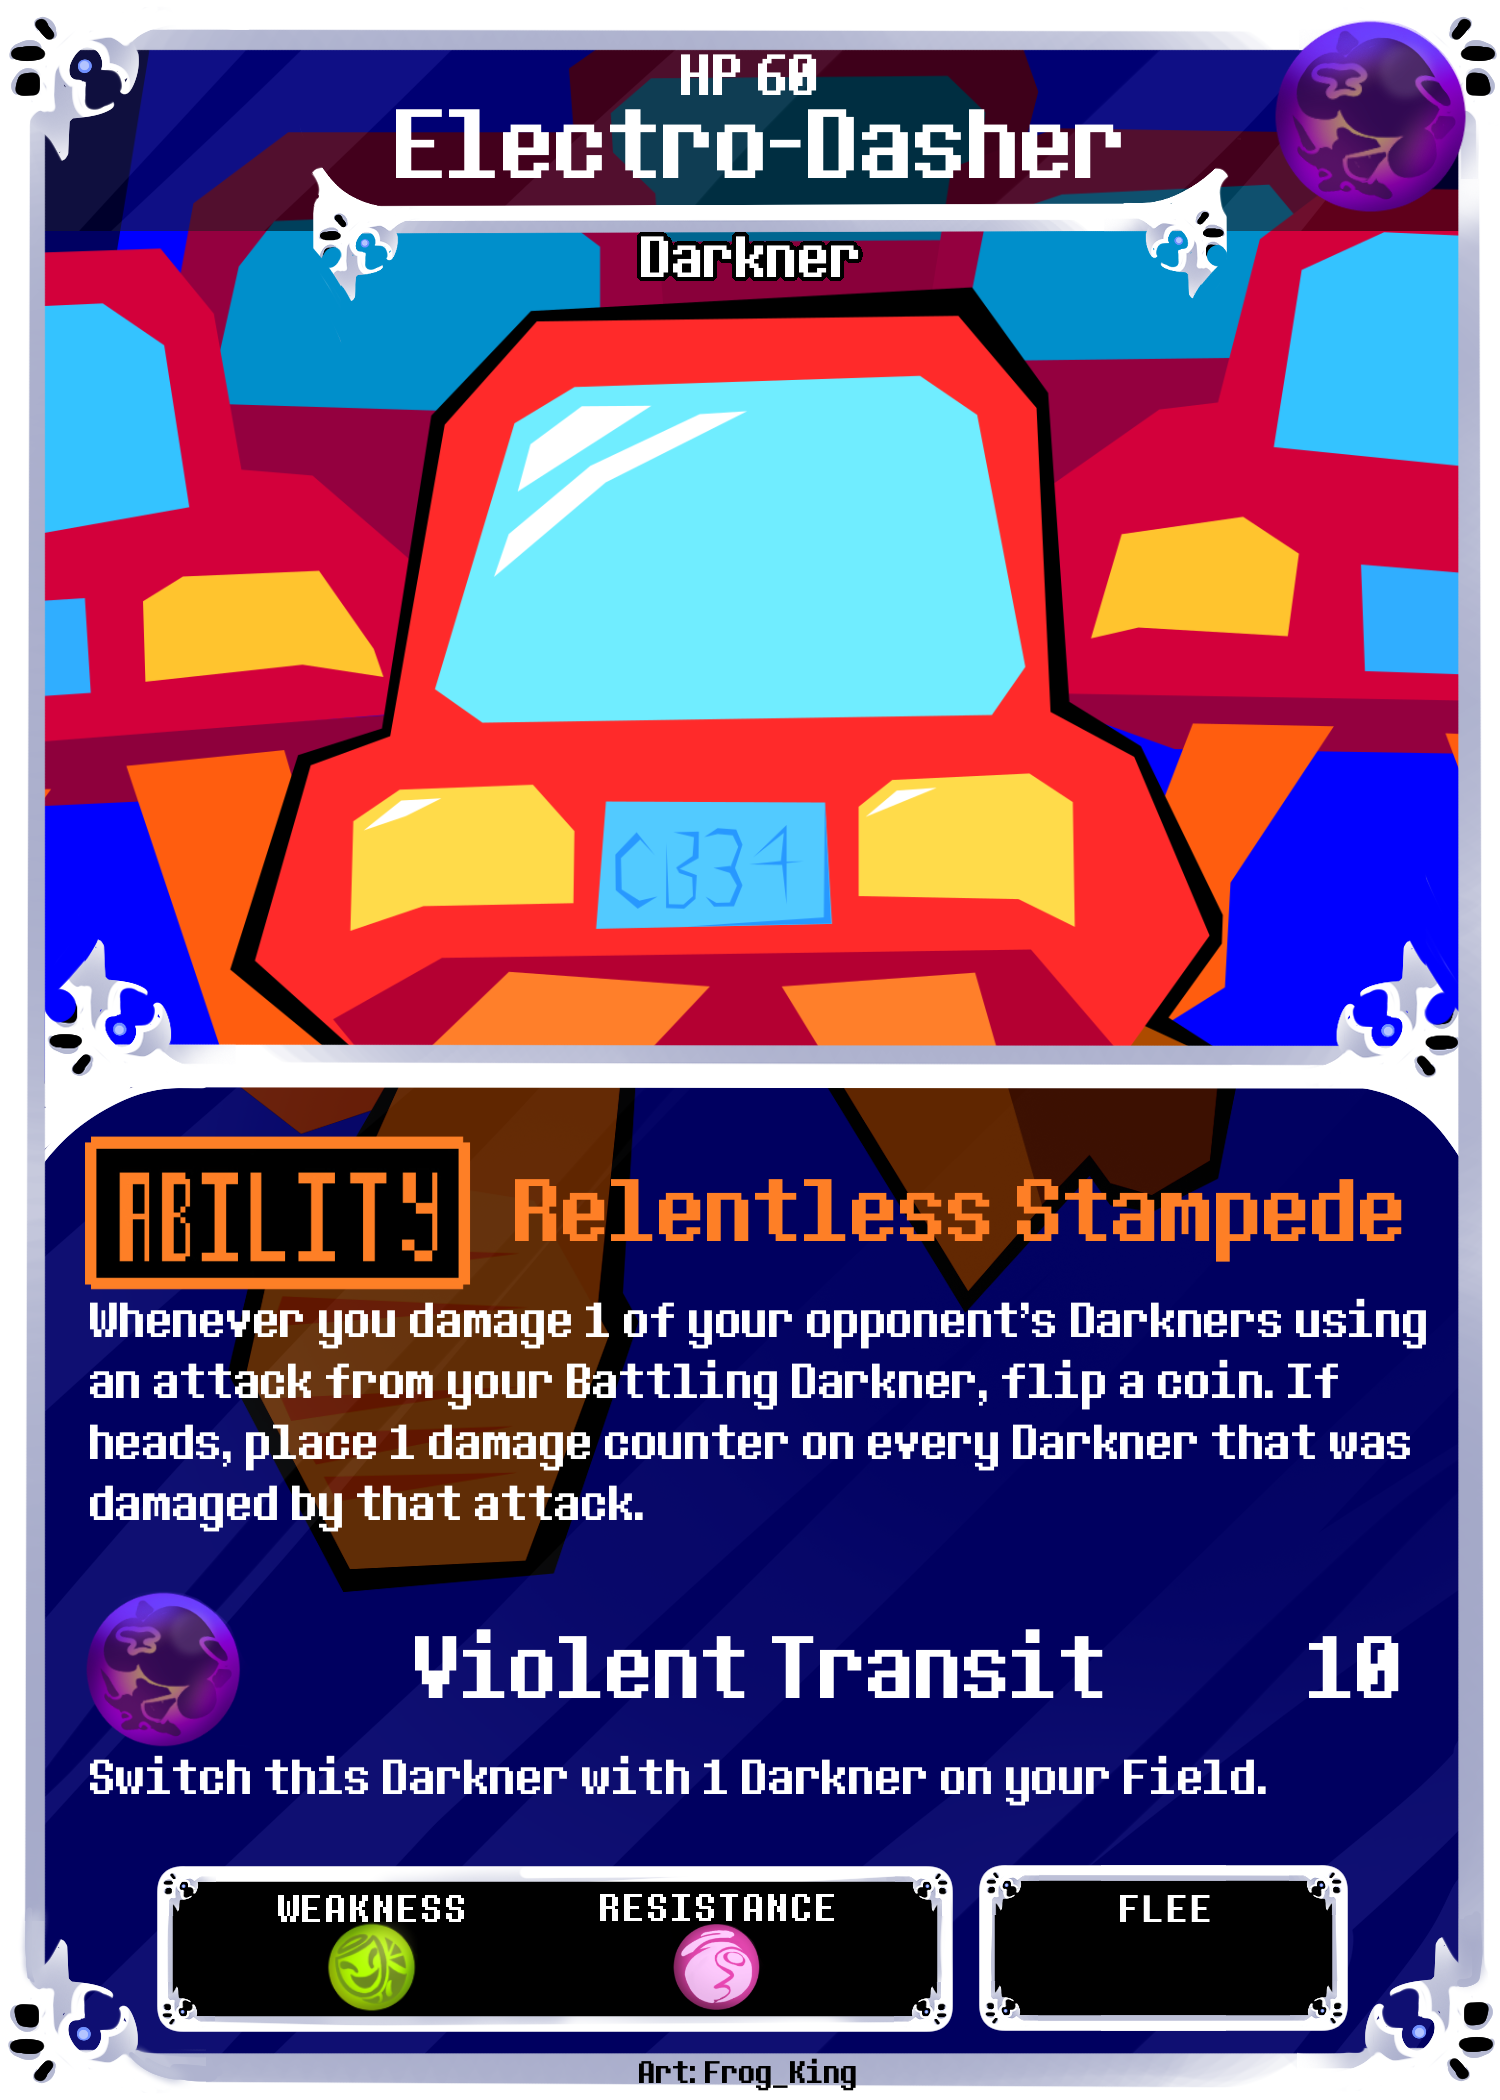 HP 60
Electro-Dasher
Darkner
CB34
ABILITY Relentless Stampede
Whenever you damage 1 of your opponent's Darkners using
an attack from your Battling Darkner, flip a coin. If
heads, place 1 damage counter on every Darkner that was
damaged by that attack.
Violent Transit 10
Switch this Darkner with 1 Darkner on your Field.
WEAKNESS RESISTANCE FLEE
Art: Frog_King